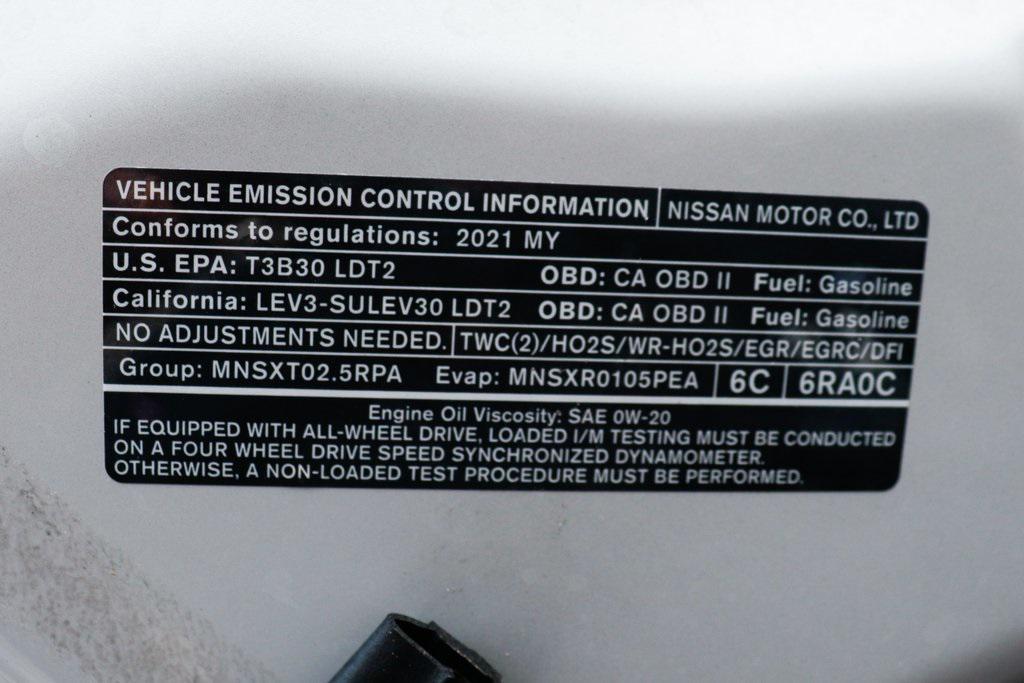 VEHICLE EMISSION CONTROL INFORMATION NISSAN MOTOR CO., LTD
Conforms to regulations: 2021 MY
U.S. EPA: T3B30 LDT2 OBD: CA OBD II Fuel: Gasoline
California: LEV3-SULEV30 LDT2 OBD: CA OBD II Fuel: Gasoline
NO ADJUSTMENTS NEEDED. TWC(2)/HO2S/WR-HO2S/EGR/EGRC/DFI
Group: MNSXT02.5RPA Evap: MNSXR0105PEA 6C 6RA0C
Engine Oil Viscosity: SAE 0W-20
IF EQUIPPED WITH ALL-WHEEL DRIVE, LOADED I/M TESTING MUST BE CONDUCTED
ON A FOUR WHEEL DRIVE SPEED SYNCHRONIZED DYNAMOMETER.
OTHERWISE, A NON-LOADED TEST PROCEDURE MUST BE PERFORMED.